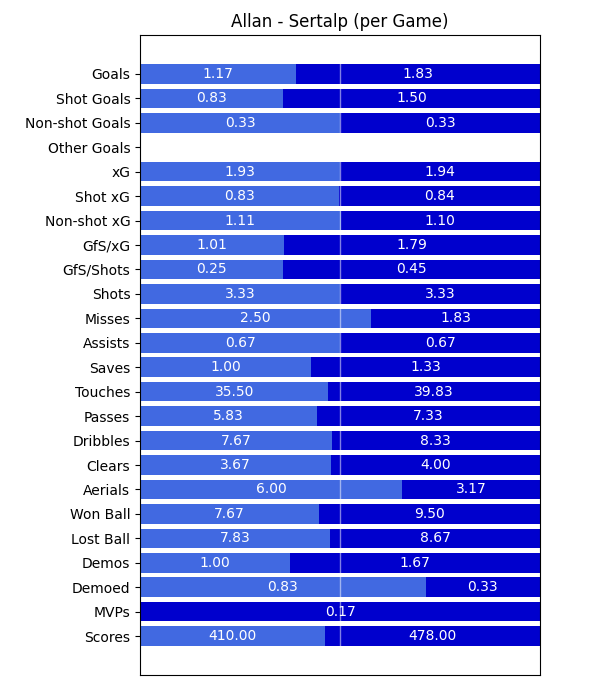 Allan - Sertalp (per Game)
Goals 1.17 1.83
Shot Goals 0.83 1.50
Non-shot Goals 0.33 0.33
Other Goals
xG 1.93 1.94
Shot xG 0.83 0.84
Non-shot xG 1.11 1.10
GfS/xG 1.01 1.79
GfS/Shots 0.25 0.45
Shots 3.33 3.33
Misses 2.50 1.83
Assists 0.67 0.67
Saves 1.00 1.33
Touches 35.50 39.83
Passes 5.83 7.33
Dribbles 7.67 8.33
Clears 3.67 4.00
Aerials 6.00 3.17
Won Ball 7.67 9.50
Lost Ball 7.83 8.67
Demos 1.00 1.67
Demoed 0.83 0.33
MVPs 0.17
Scores 410.00 478.00